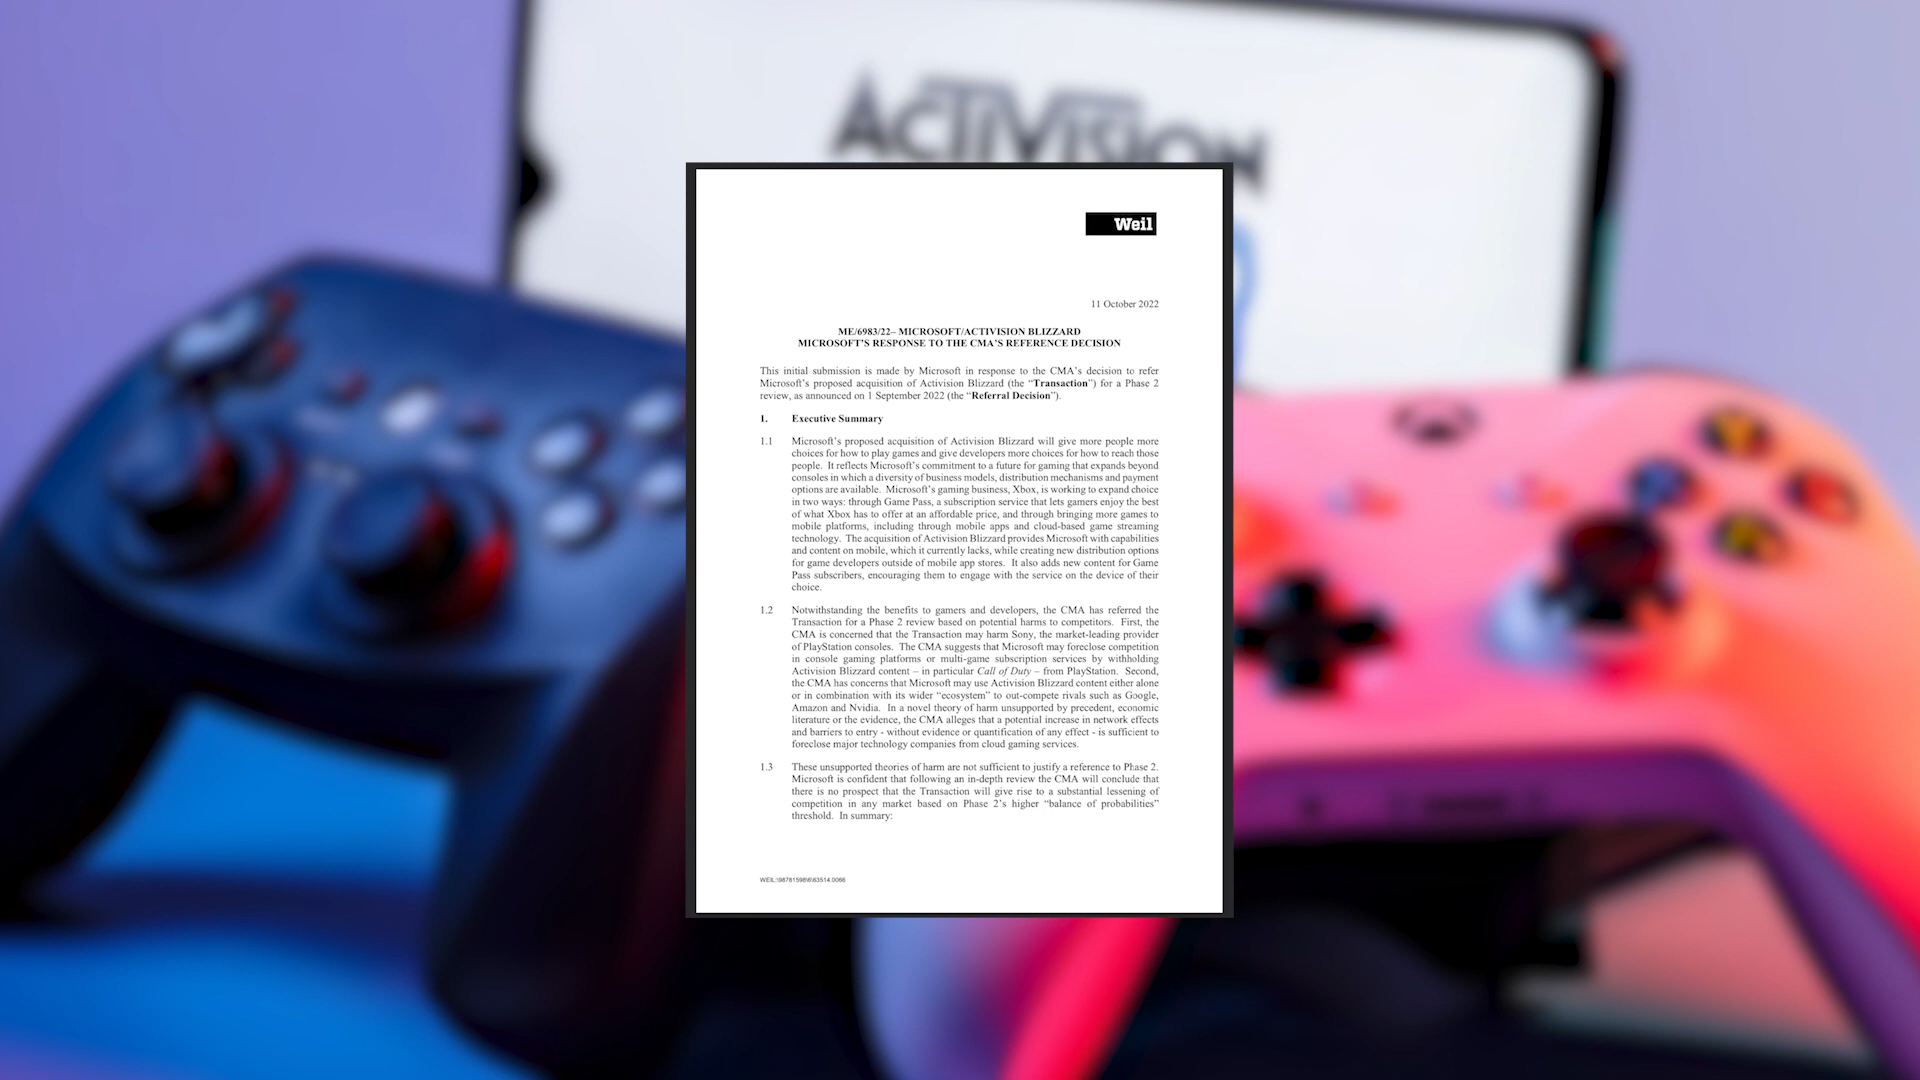 ACTIVISION
Weil
11 October 2022
ME/6983/22– MICROSOFT/ACTIVISION BLIZZARD
MICROSOFT'S RESPONSE TO THE CMA'S REFERENCE DECISION
This initial submission is made by Microsoft in response to the CMA's decision to refer
Microsoft's proposed acquisition of Activision Blizzard (the “Transaction”) for a Phase 2
review, as announced on 1 September 2022 (the “Referral Decision”).
1. Executive Summary
1.1 Microsoft's proposed acquisition of Activision Blizzard will give more people more
choices for how to play games and give developers more choices for how to reach those
people. It reflects Microsoft's commitment to a future for gaming that expands beyond
consoles in which a diversity of business models, distribution mechanisms and payment
options are available. Microsoft's gaming business, Xbox, is working to expand choice
in two ways: through Game Pass, a subscription service that lets gamers enjoy the best
of what Xbox has to offer at an affordable price, and through bringing more games to
mobile platforms, including through mobile apps and cloud-based game streaming
technology. The acquisition of Activision Blizzard provides Microsoft with capabilities
and content on mobile, which it currently lacks, while creating new distribution options
for game developers outside of mobile app stores. It also adds new content for Game
Pass subscribers, encouraging them to engage with the service on the device of their
choice.
1.2 Notwithstanding the benefits to gamers and developers, the CMA has referred the
Transaction for a Phase 2 review based on potential harms to competitors. First, the
CMA is concerned that the Transaction may harm Sony, the market-leading provider
of PlayStation consoles. The CMA suggests that Microsoft may foreclose competition
in console gaming platforms or multi-game subscription services by withholding
Activision Blizzard content – in particular Call of Duty – from PlayStation. Second,
the CMA has concerns that Microsoft may use Activision Blizzard content either alone
or in combination with its wider “ecosystem” to out-compete rivals such as Google,
Amazon and Nvidia. In a novel theory of harm unsupported by precedent, economic
literature or the evidence, the CMA alleges that a potential increase in network effects
and barriers to entry - without evidence or quantification of any effect - is sufficient to
foreclose major technology companies from cloud gaming services.
1.3 These unsupported theories of harm are not sufficient to justify a reference to Phase 2.
Microsoft is confident that following an in-depth review the CMA will conclude that
there is no prospect that the Transaction will give rise to a substantial lessening of
competition in any market based on Phase 2's higher “balance of probabilities”
threshold. In summary:
WEIL:\98781598\6\63514.0066